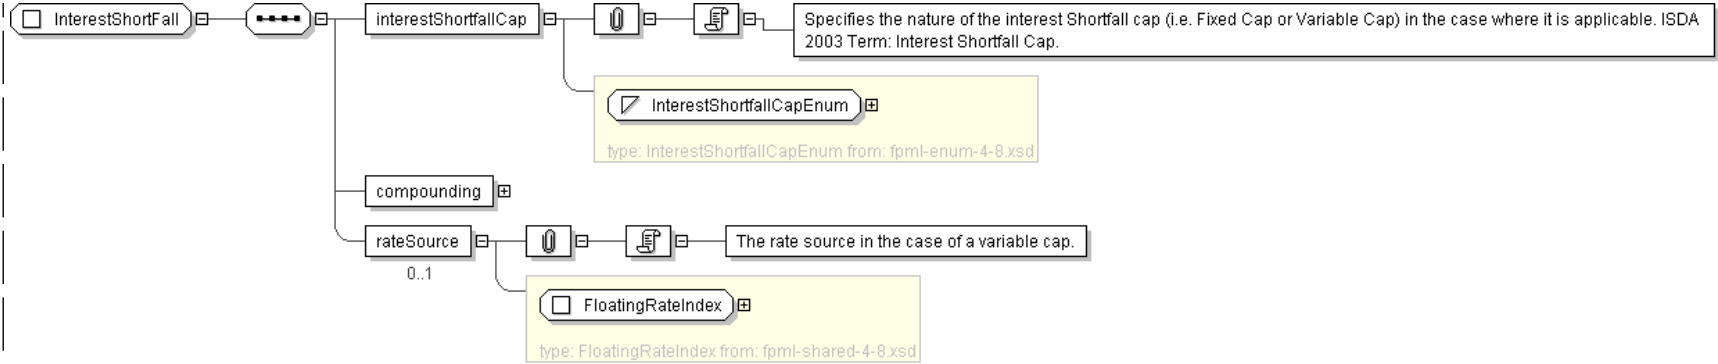 InterestShortFall
interestShortfallCap
Specifies the nature of the interest Shortfall cap (i.e. Fixed Cap or Variable Cap) in the case where it is applicable. ISDA
2003 Term: Interest Shortfall Cap.
InterestShortfallCapEnum
type: InterestShortfallCapEnum from: fpml-enum-4-8.xsd
compounding
rateSource
The rate source in the case of a variable cap.
0..1
FloatingRateIndex
type: FloatingRateIndex from: fpml-shared-4-8.xsd